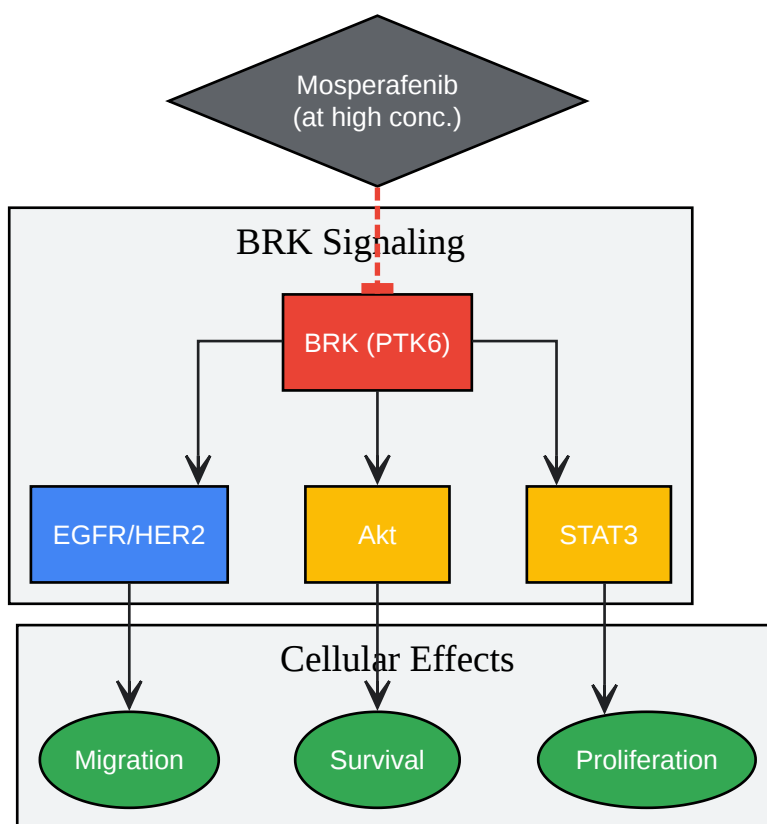 Mosperafenib
(at high conc.)
BRK Signaling
BRK (PTK6)
EGFR/HER2
Akt
STAT3
Cellular Effects
Migration
Survival
Proliferation